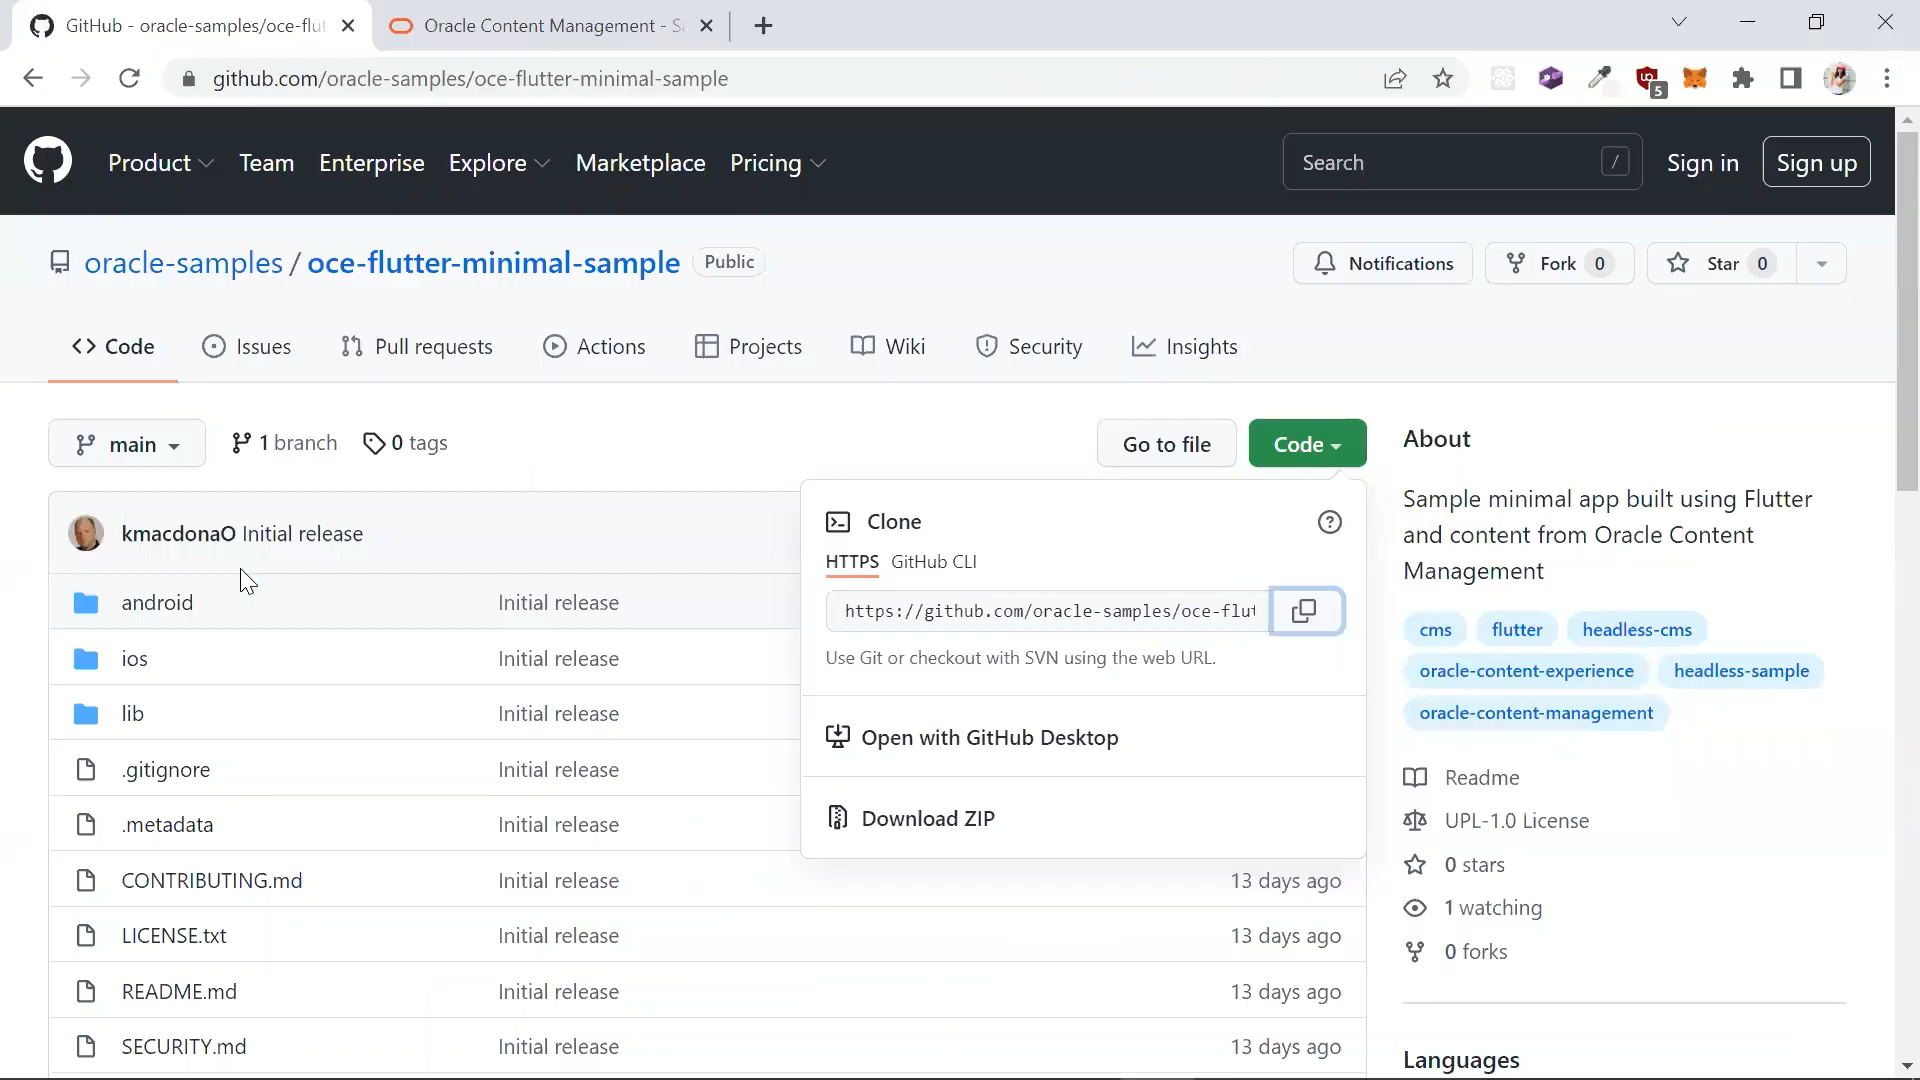 GitHub - oracle-samples/oce-flut
Oracle Content Management - S
github.com/oracle-samples/oce-flutter-minimal-sample
5
Product Team Enterprise Explore Marketplace Pricing
Search /
Sign in Sign up
oracle-samples / oce-flutter-minimal-sample Public
Notifications Fork 0 Star 0
Code Issues Pull requests Actions Projects Wiki Security Insights
main 1 branch 0 tags
Go to file Code
kmacdonaO Initial release
android Initial release
ios Initial release
lib Initial release
.gitignore Initial release
.metadata Initial release
CONTRIBUTING.md Initial release 13 days ago
LICENSE.txt Initial release 13 days ago
README.md Initial release 13 days ago
SECURITY.md Initial release 13 days ago
Clone
HTTPS GitHub CLI
https://github.com/oracle-samples/oce-flut
Use Git or checkout with SVN using the web URL.
Open with GitHub Desktop
Download ZIP
About
Sample minimal app built using Flutter
and content from Oracle Content
Management
cms flutter headless-cms
oracle-content-experience headless-sample
oracle-content-management
Readme
UPL-1.0 License
0 stars
1 watching
0 forks
Languages